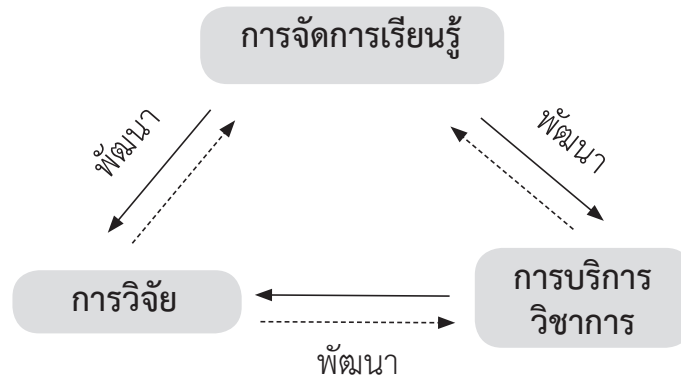 การจัดการเรียนรู้
พัฒนา
พัฒนา
การวิจัย
การบริการ
วิชาการ
พัฒนา